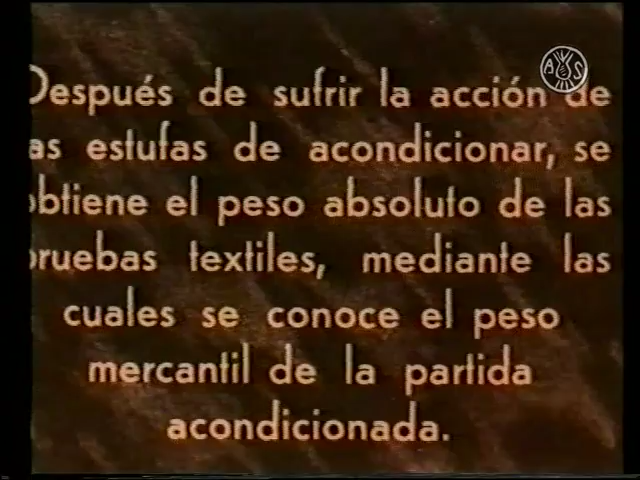 Después de sufrir la acción de
las estufas de acondicionar, se
obtiene el peso absoluto de las
pruebas textiles, mediante las
cuales se conoce el peso
mercantil de la partida
acondicionada.
A S